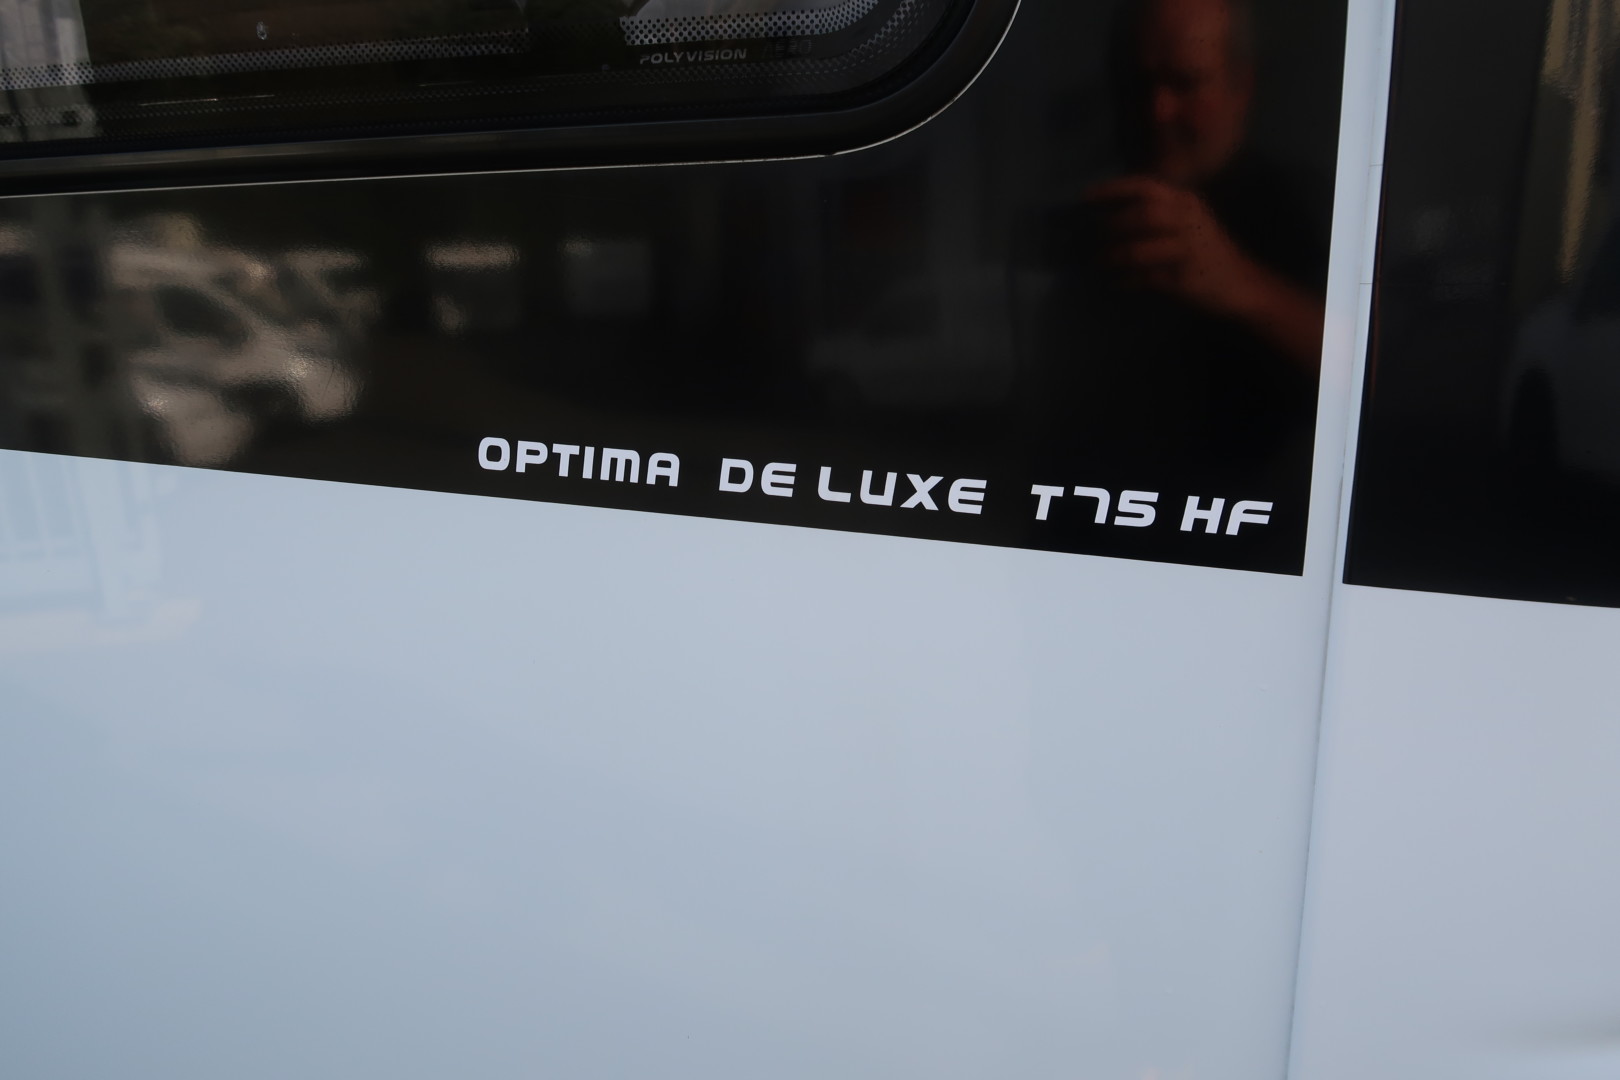 POLYVISION
OPTIMA DE LUXE T75 HF